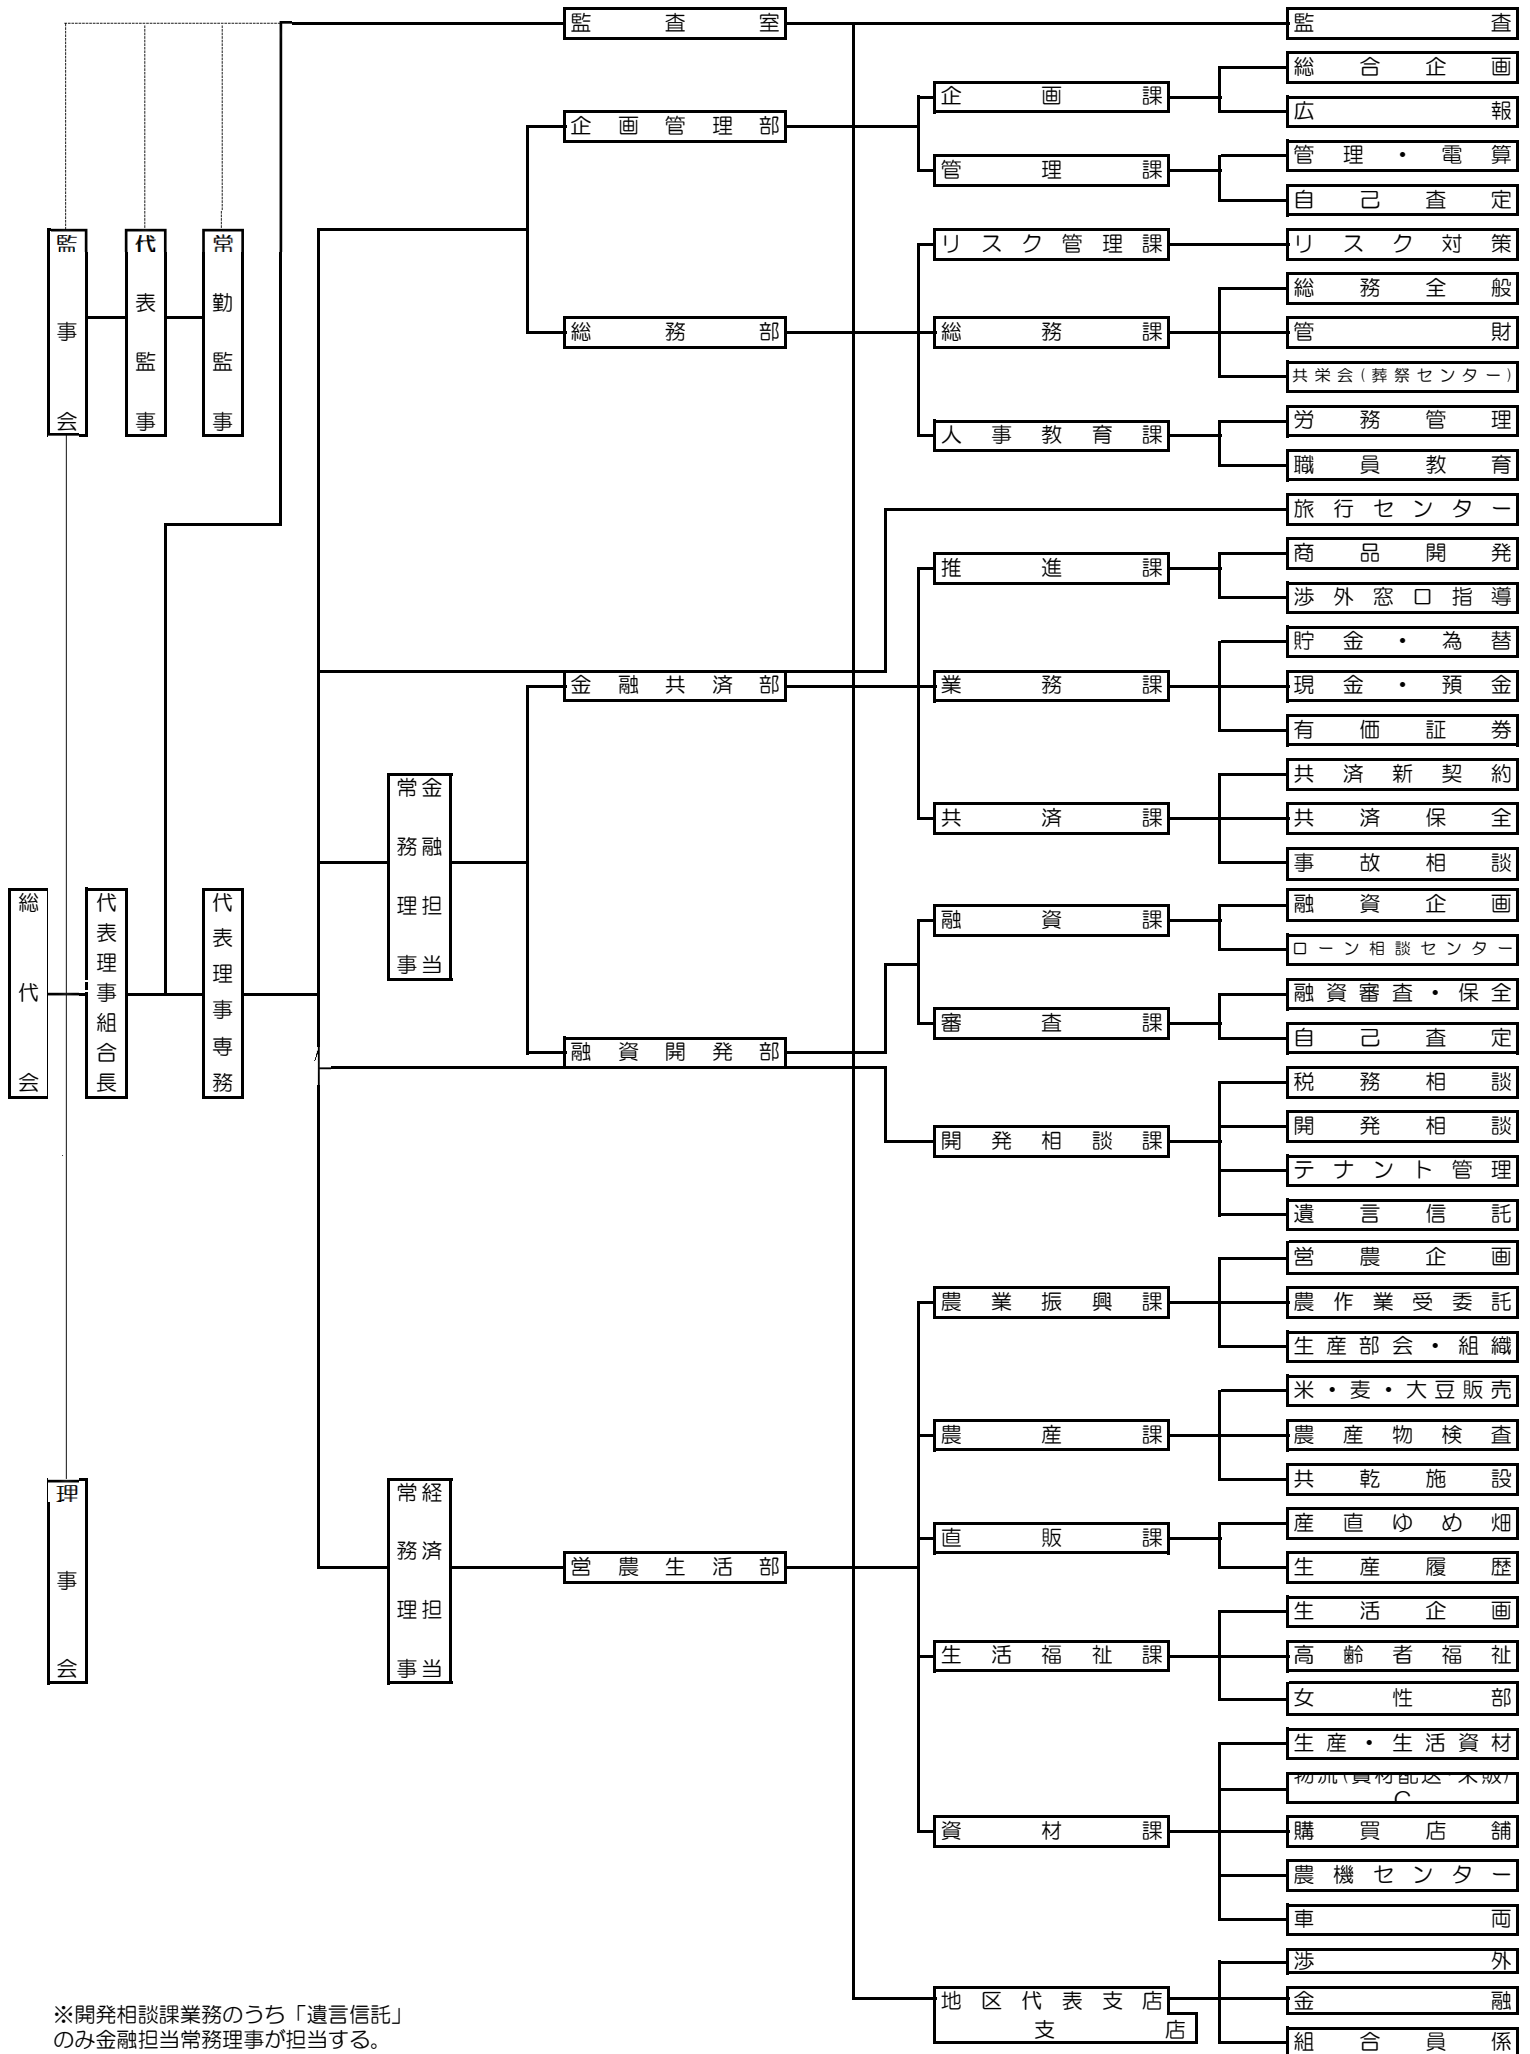 監査室
監査
総合企画
企画課
広報
企画管理部
管理・電算
管理課
自己査定
監事会
代表監事
常勤監事
リスク管理課
リスク対策
総務全般
総務部
総務課
管財
共栄会(葬祭センター)
労務管理
人事教育課
職員教育
旅行センター
商品開発
推進課
渉外窓口指導
貯金・為替
金融共済部
業務課
現金・預金
有価証券
共済新契約
金融担当
常務理事
共済課
共済保全
事故相談
総代会
代表理事組合長
代表理事専務
融資企画
融資課
ローン相談センター
融資審査・保全
審査課
自己査定
融資開発部
税務相談
開発相談
開発相談課
テナント管理
遺言信託
営農企画
農業振興課
農作業受委託
生産部会・組織
米・麦・大豆販売
農産課
農産物検査
共乾施設
理事会
経済担当
常務理事
産直ゆめ畑
直販課
生産履歴
営農生活部
生活企画
生活福祉課
高齢者福祉
女性部
生産・生活資材
資材課
購買店舗
農機センター
車両
渉外
地区代表支店
金融
支店
組合員係
※開発相談課業務のうち「遺言信託」
のみ金融担当常務理事が担当する。